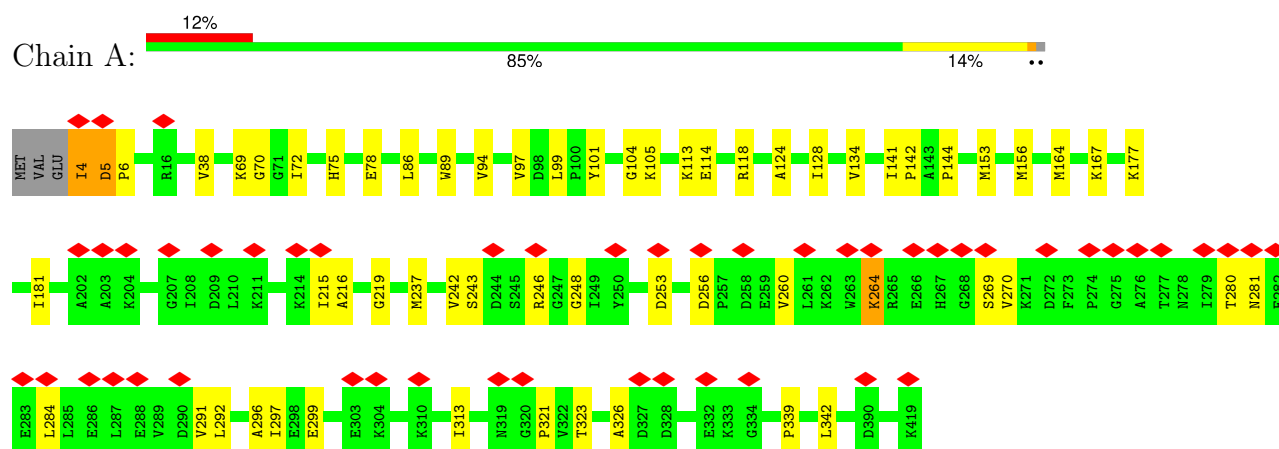 12%
Chain A:
85% 14% ••
MET VAL GLU I4 D5 P6 R16 V38 K69 G70 G71 I72 H75 E78 L86 W89 V94 V97 D98 L99 P100 Y101 G104 K105 K113 E114 R118 A124 I128 V134 I141 P142 A143 P144 M153 M156 M164 K167 K177
I181 A202 A203 K204 G207 I208 D209 L210 K211 K214 I215 A216 G219 M237 V242 S243 D244 S245 R246 G247 G248 I249 Y250 D253 D256 P257 D258 E259 V260 L261 K262 W263 K264 R265 E266 H267 G268 S269 V270 K271 D272 F273 P274 G275 A276 T277 N278 I279 T280 N281
E283 L284 L285 E286 L287 E288 V289 D290 V291 L292 A296 I297 E298 E299 E303 K304 K310 I313 N319 G320 P321 V322 T323 A326 D327 D328 E332 K333 G334 P339 L342 D390 K419